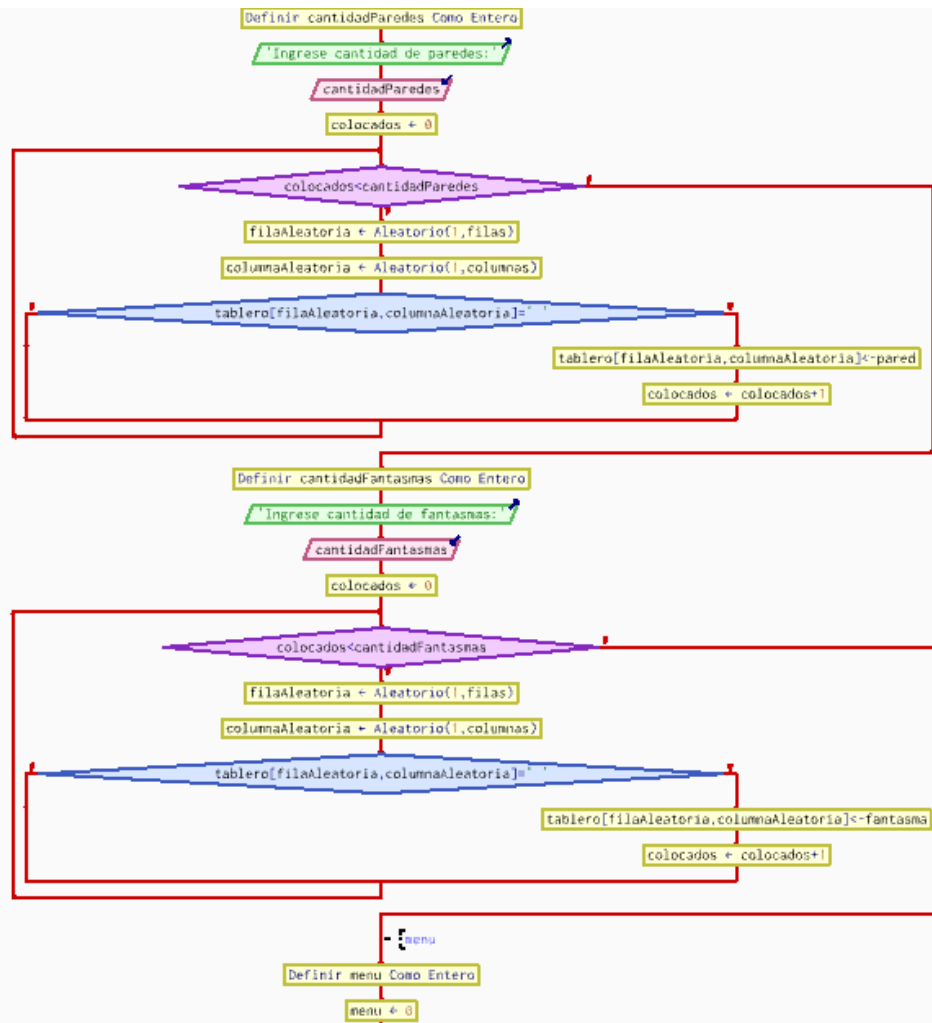 Definir cantidadParedes Como Entero
'Ingrese cantidad de paredes:'
cantidadParedes
colocados ← 0
colocados<cantidadParedes
F
V
filaAleatoria ← Aleatorio(1,filas)
columnaAleatoria ← Aleatorio(1,columnas)
F
tablero[filaAleatoria,columnaAleatoria]=' '
V
tablero[filaAleatoria,columnaAleatoria]<-pared
colocados ← colocados+1
Definir cantidadFantasmas Como Entero
'Ingrese cantidad de fantasmas:'
cantidadFantasmas
colocados ← 0
colocados<cantidadFantasmas
F
V
filaAleatoria ← Aleatorio(1,filas)
columnaAleatoria ← Aleatorio(1,columnas)
F
tablero[filaAleatoria,columnaAleatoria]=' '
V
tablero[filaAleatoria,columnaAleatoria]<-fantasma
colocados ← colocados+1
menu
Definir menu Como Entero
menu ← 0